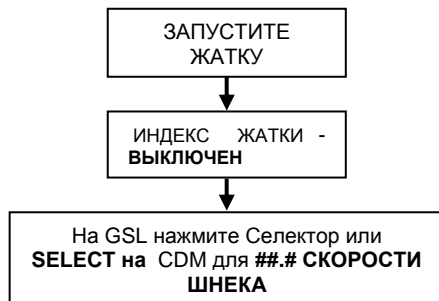 ЗАПУСТИТЕ
ЖАТКУ
ИНДЕКС ЖАТКИ -
ВЫКЛЮЧЕН
На GSL нажмите Селектор или
SELECT на CDM для ##.# СКОРОСТИ
ШНЕКА